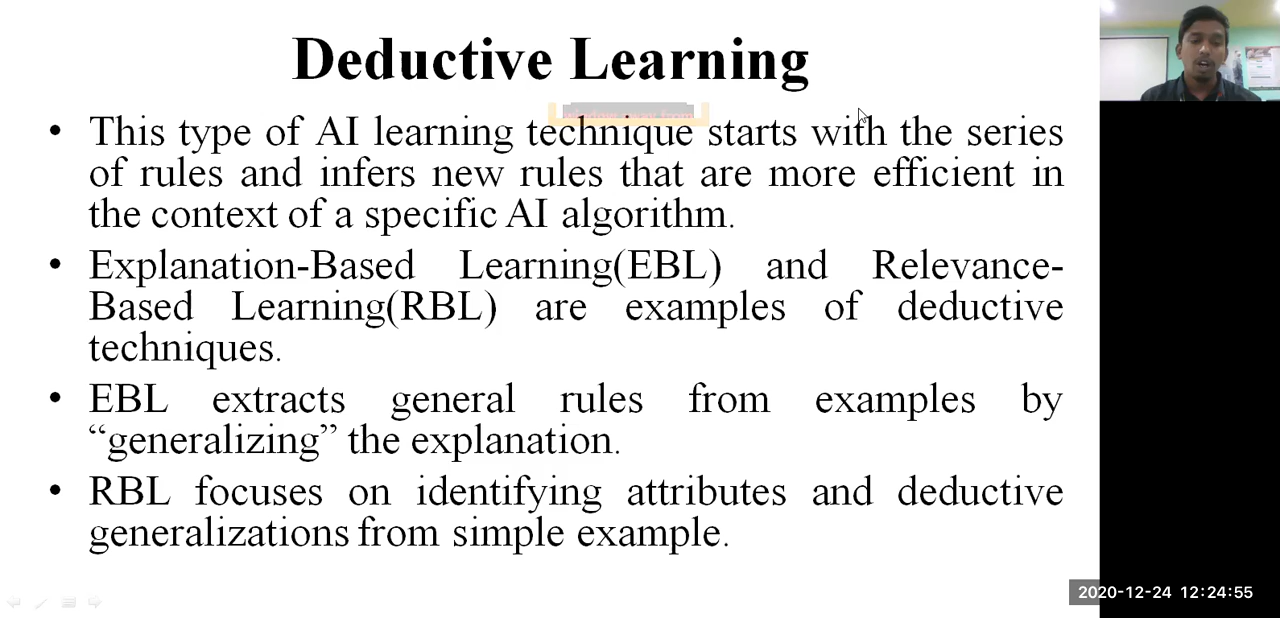 Deductive Learning
• This type of AI learning technique starts with the series
of rules and infers new rules that are more efficient in
the context of a specific AI algorithm.
• Explanation-Based Learning(EBL) and Relevance-
Based Learning(RBL) are examples of deductive
techniques.
• EBL extracts general rules from examples by
“generalizing” the explanation.
• RBL focuses on identifying attributes and deductive
generalizations from simple example.
2020-12-24 12:24:55